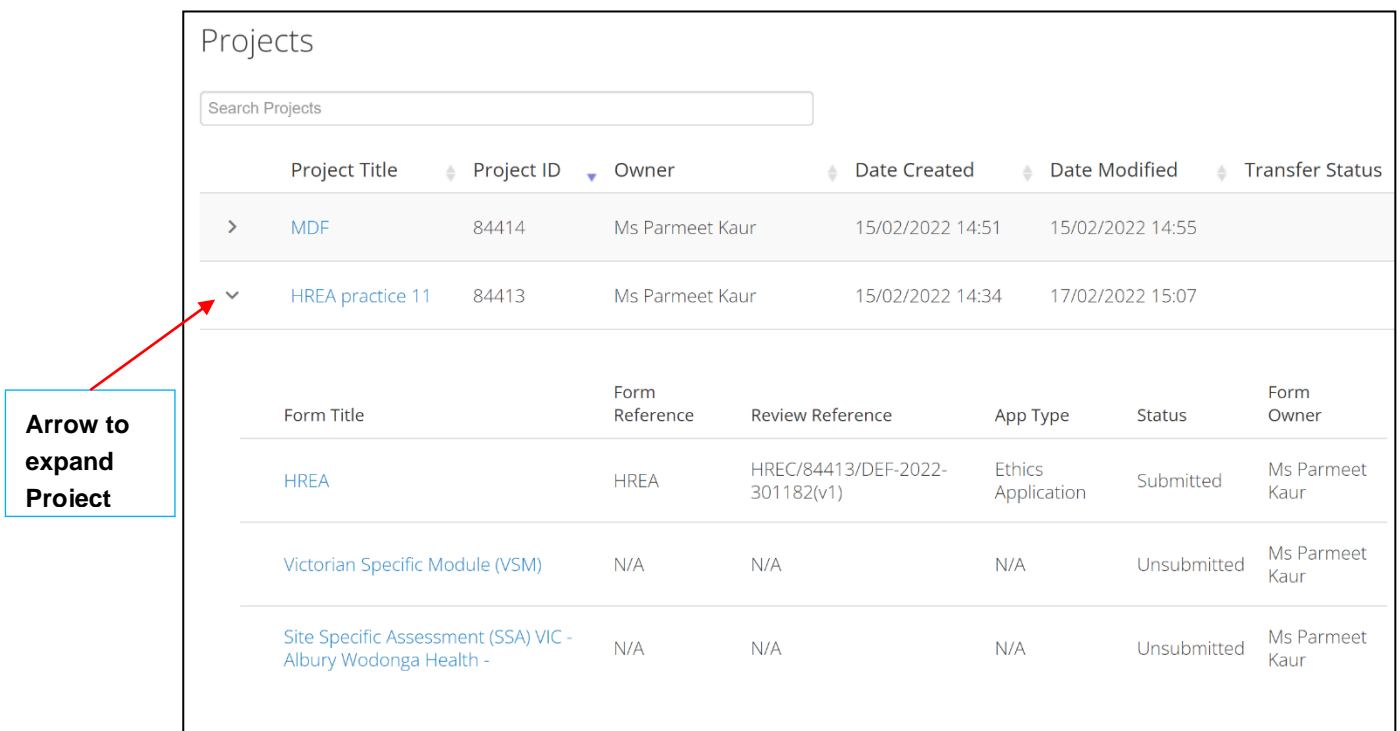 Projects
Search Projects
Project Title Project ID Owner Date Created Date Modified Transfer Status
MDF 84414 Ms Parmeet Kaur 15/02/2022 14:51 15/02/2022 14:55
HREA practice 11 84413 Ms Parmeet Kaur 15/02/2022 14:34 17/02/2022 15:07
Arrow to
expand
Project
Form Title Form Reference Review Reference App Type Status Form Owner
HREA HREA HREC/84413/DEF-2022-301182(v1) Ethics Application Submitted Ms Parmeet Kaur
Victorian Specific Module (VSM) N/A N/A N/A Unsubmitted Ms Parmeet Kaur
Site Specific Assessment (SSA) VIC - Albury Wodonga Health - N/A N/A N/A Unsubmitted Ms Parmeet Kaur